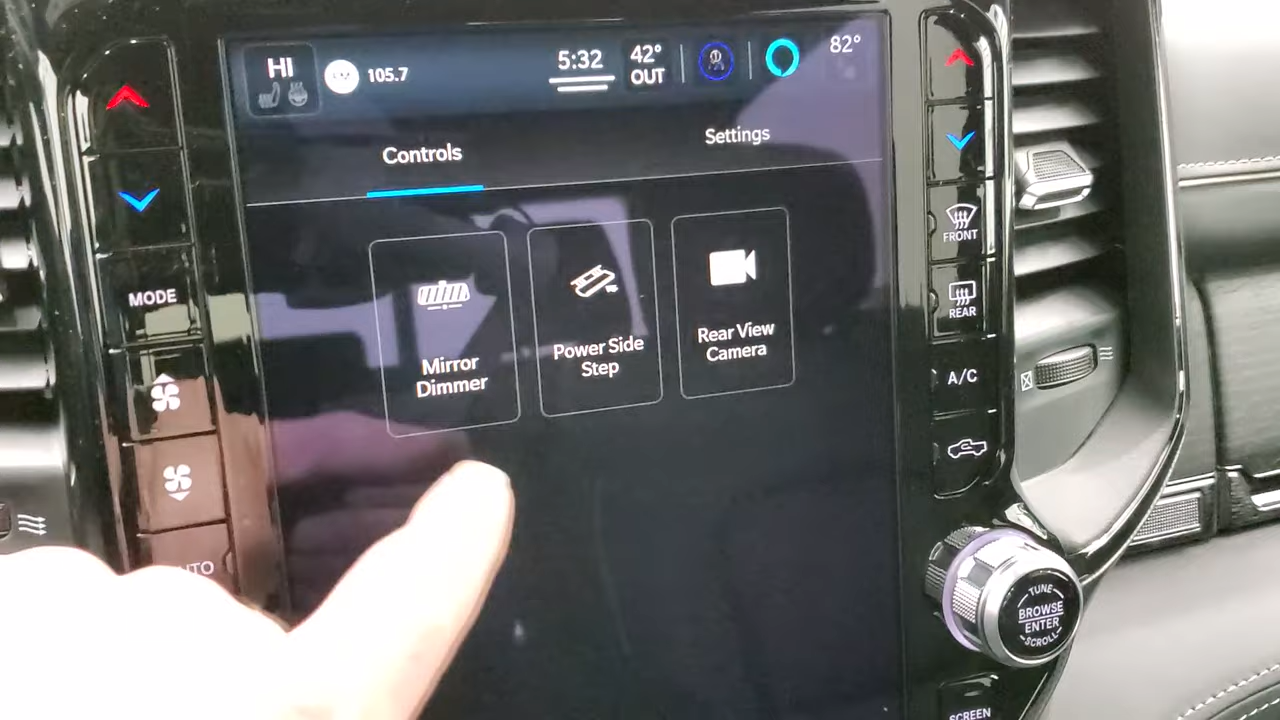 HI
105.7
5:32
42°
OUT
82°
Controls
Settings
Mirror
Dimmer
Power Side
Step
Rear View
Camera
MODE
FRONT
REAR
A/C
TUNE
BROWSE
ENTER
SCROLL
SCREEN